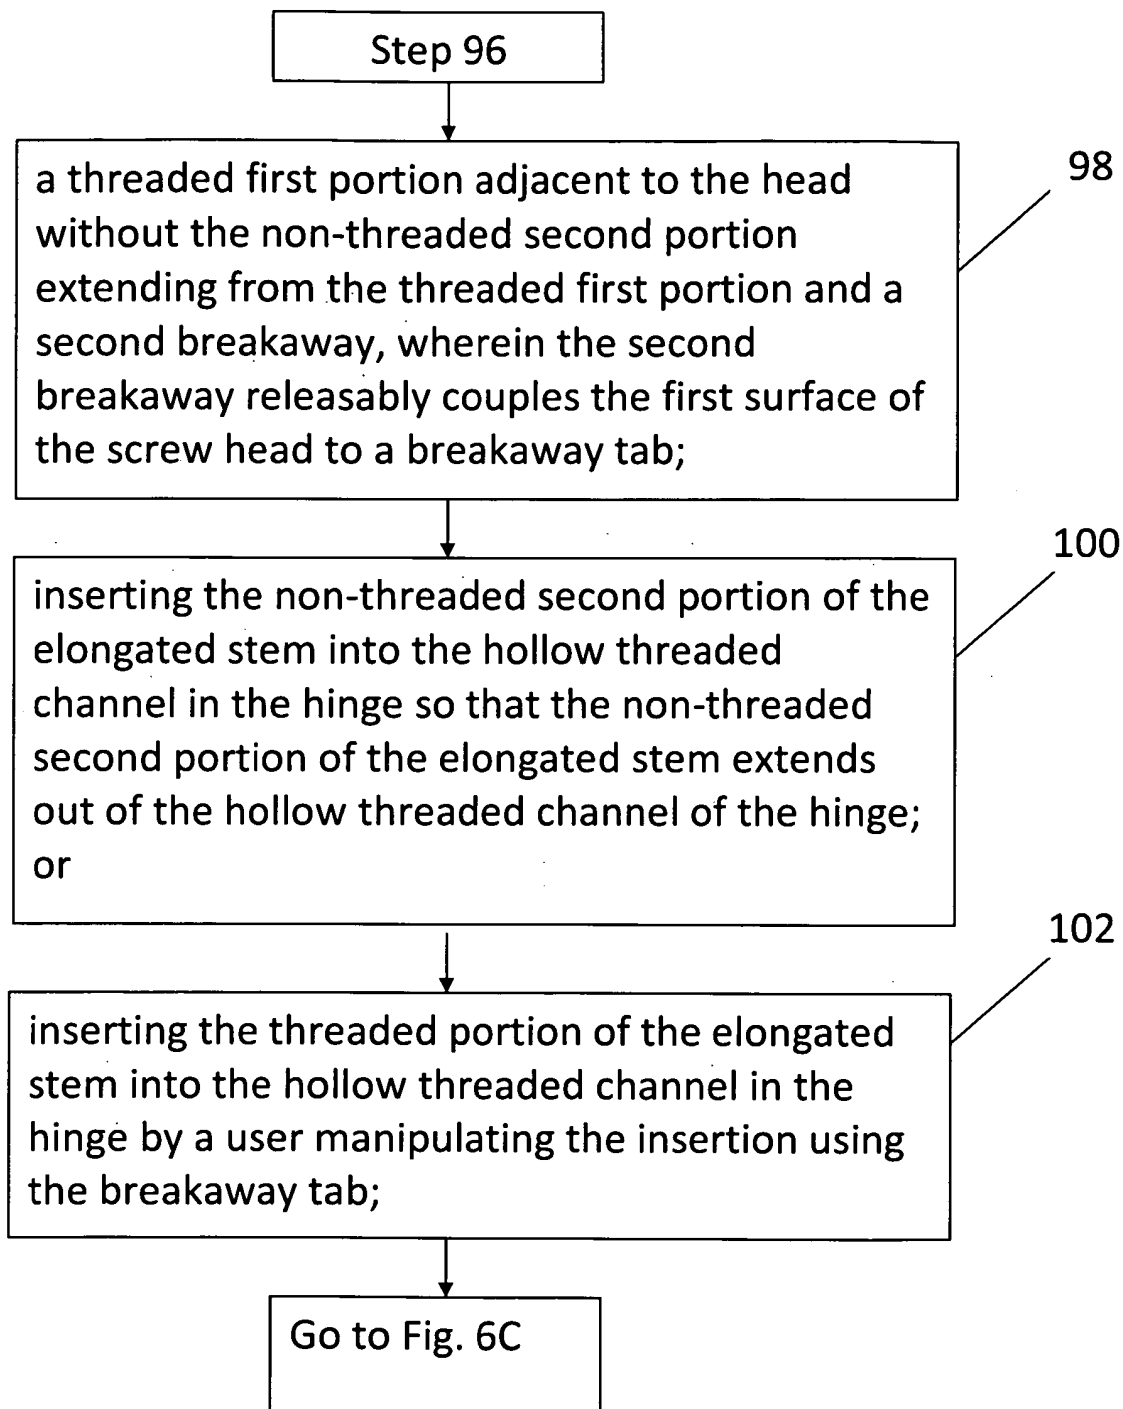 Step 96
98
a threaded first portion adjacent to the head
without the non-threaded second portion
extending from the threaded first portion and a
second breakaway, wherein the second
breakaway releasably couples the first surface of
the screw head to a breakaway tab;
100
inserting the non-threaded second portion of the
elongated stem into the hollow threaded
channel in the hinge so that the non-threaded
second portion of the elongated stem extends
out of the hollow threaded channel of the hinge;
or
102
inserting the threaded portion of the elongated
stem into the hollow threaded channel in the
hinge by a user manipulating the insertion using
the breakaway tab;
Go to Fig. 6C